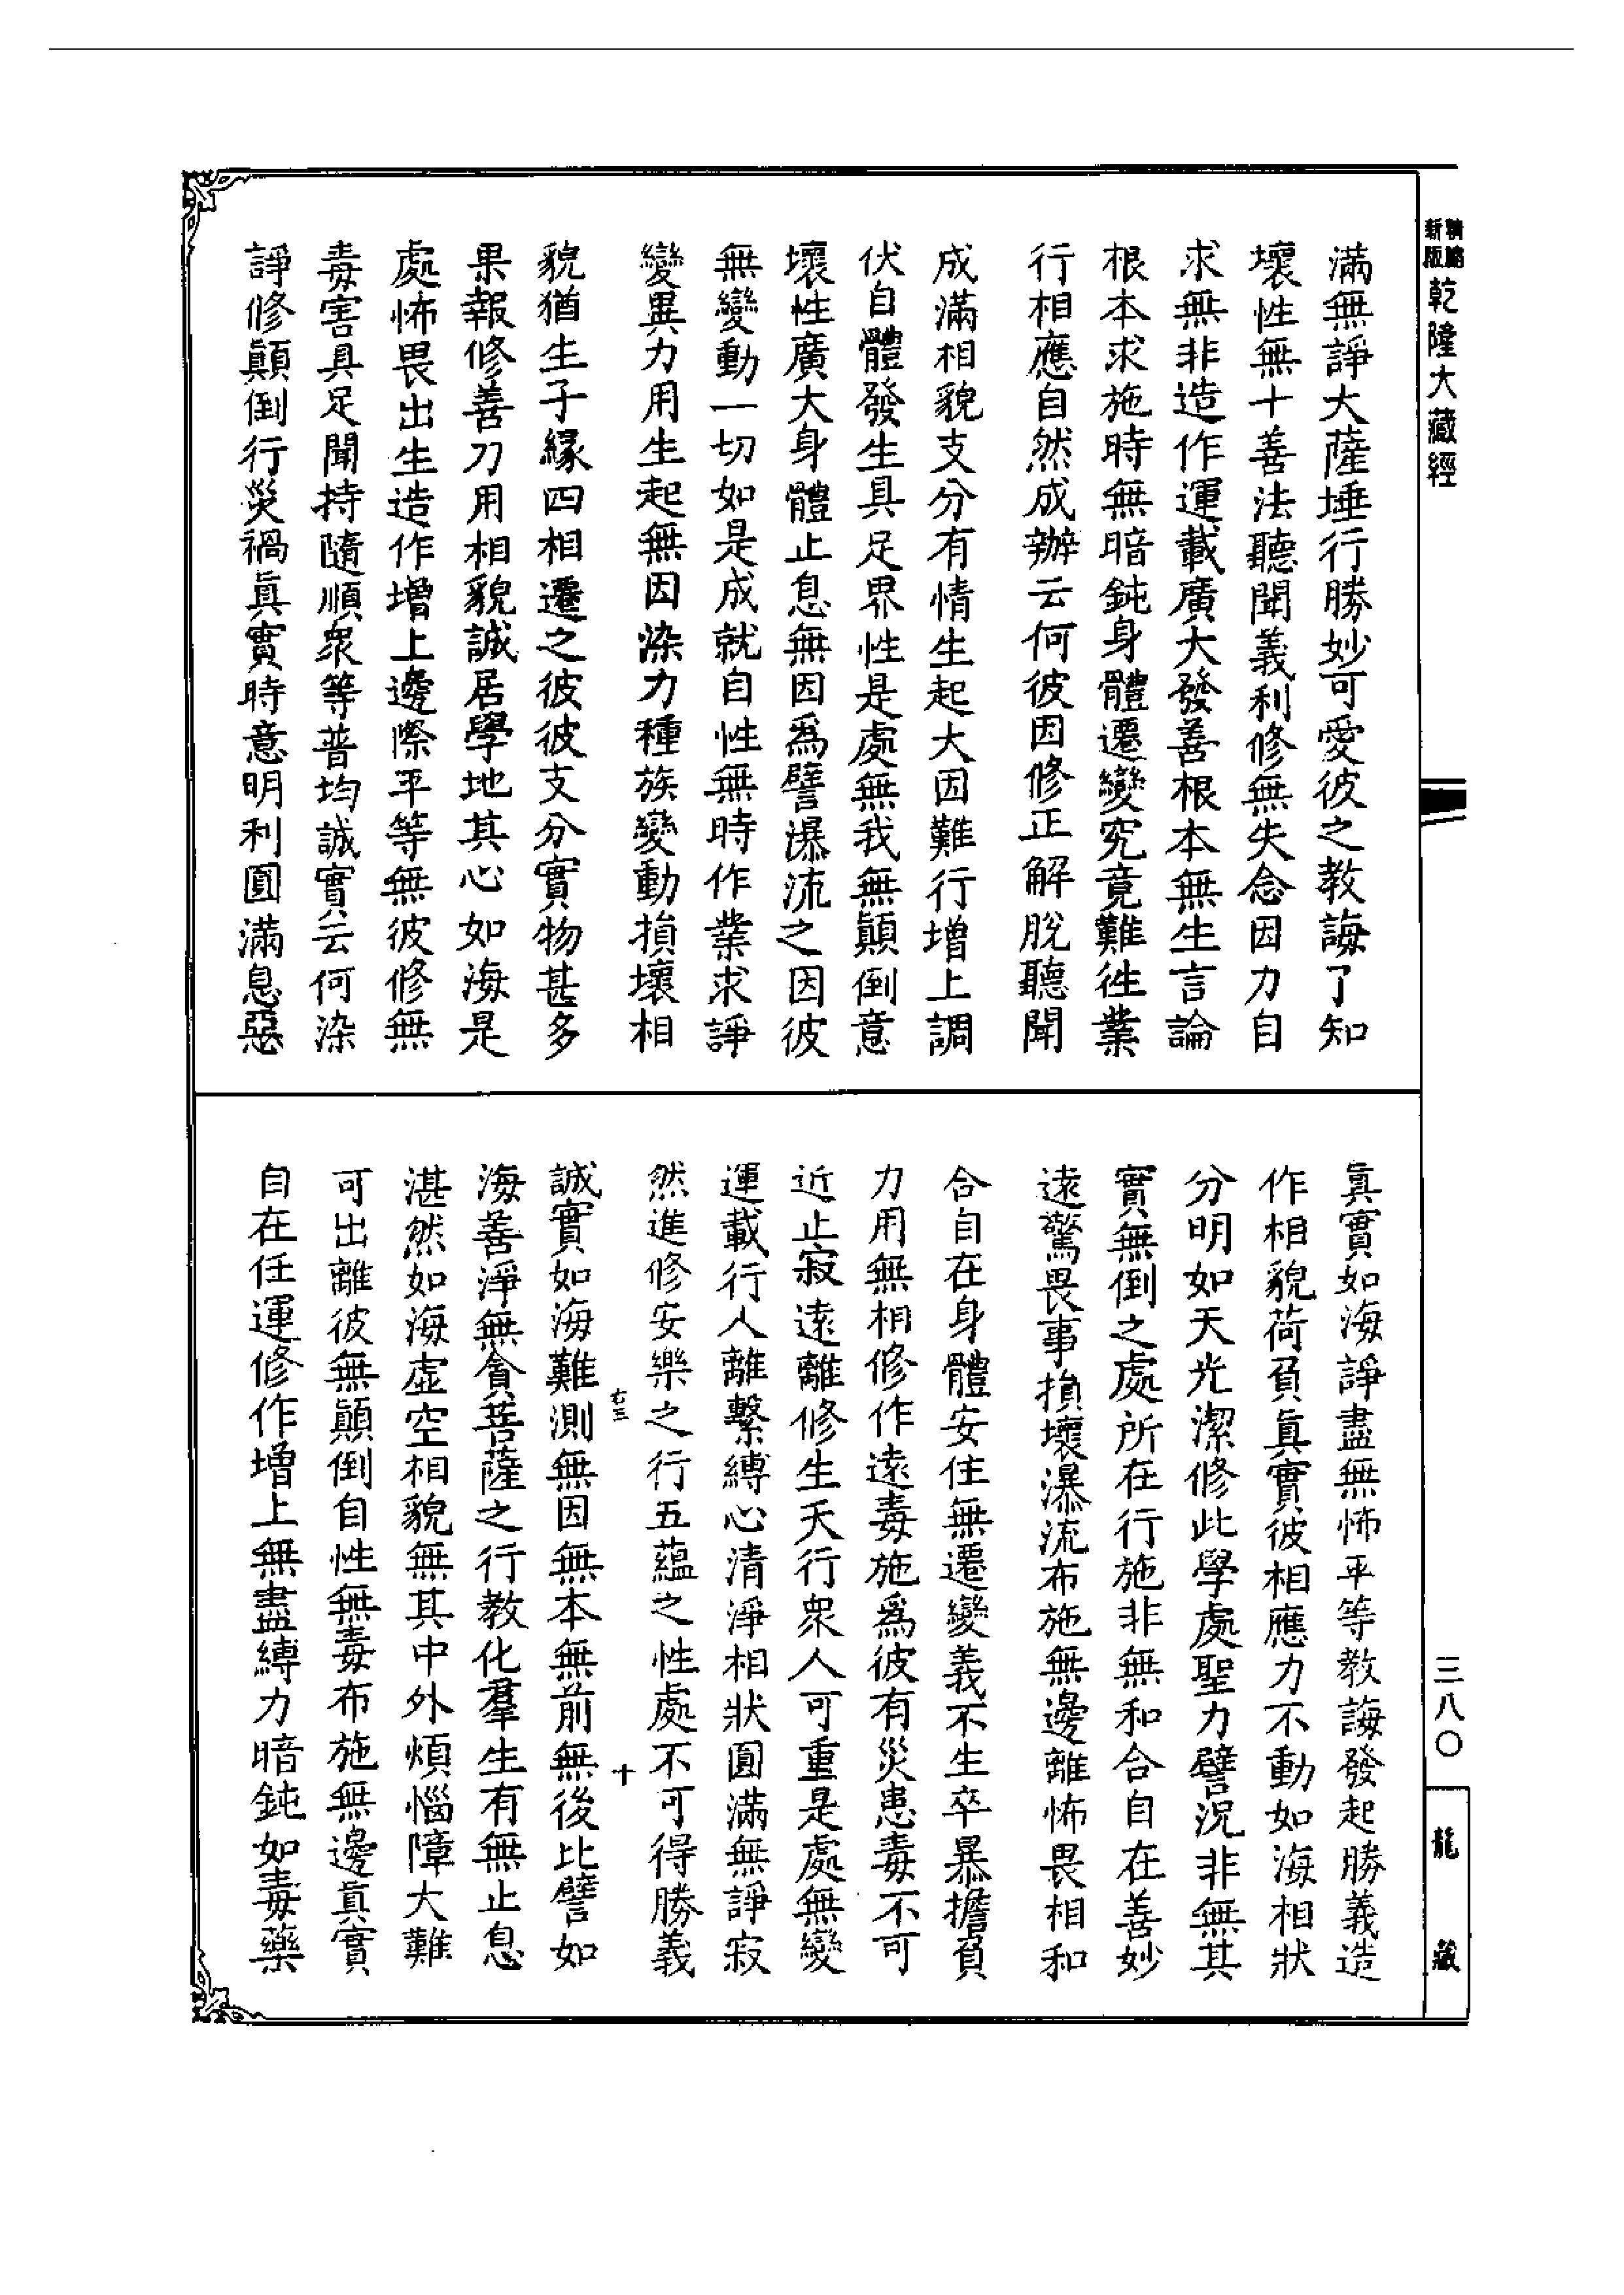 新版
乾隆大藏經
滿無諍大薩埵行勝妙可愛彼之教誨了知
壞性無十善法聽聞義利修無失念因力自
求無非造作運載廣大發善根本無生言論
根本求施時無暗鈍身體遷變究竟難徃業
行相應自然成辦云何彼因修正解脫聽聞
成滿相貌支分有情生起大因難行增上調
伏自體發生具足界性是處無我無顛倒意
壞性廣大身體止息無因爲譬瀑流之因彼
無變動一切如是成就自性無時作業求諍
變異力用生起無因染力種族變動損壞相
貌猶生子緣四相遷之彼彼支分實物甚多
果報修善刀用相貌誠居學地其心如海是
處怖畏出生造作增上邊際平等無彼修無
毒害具足聞持隨順衆等普均誠實云何染
諍修顛倒行災禍眞實時意明利圓滿息惡
眞實如海諍盡無怖平等教誨發起勝義造
作相貌荷負眞實彼相應力不動如海相狀
分明如天光潔修此學處聖力譬況非無其
實無倒之處所在行施非無和合自在善妙
遠驚畏事損壞瀑流布施無邊離怖畏相和
合自在身體安住無遷變義不生卒暴擔負
力用無相修作遠毒施爲彼有災患毒不可
近止寂遠離修生天行衆人可重是處無變
運載行人離繫縛心清淨相狀圓滿無諍寂
然進修安樂之行五蘊之性處不可得勝義
右三
十
誠實如海難測無因無本無前無後比譬如
海善淨無貪菩薩之行教化羣生有無止息
湛然如海虛空相貌無其中外煩惱障大難
可出離彼無顛倒自性無毒布施無邊眞實
自在任運修作增上無盡縛力暗鈍如毒藥
三八〇
龍
藏